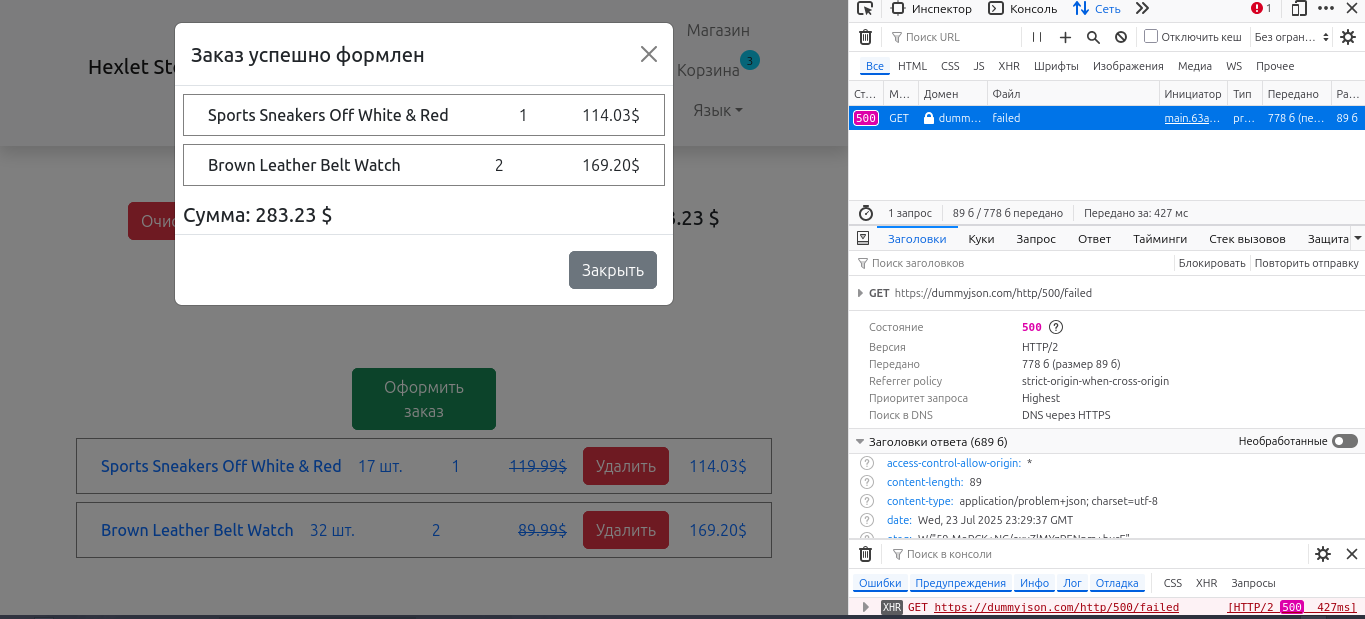 Магазин
Hexlet Sto
Корзина 3
Язык
Заказ успешно формлен
Sports Sneakers Off White & Red 1 114.03$
Brown Leather Belt Watch 2 169.20$
Сумма: 283.23 $
Закрыть
Очис
3.23 $
Оформить
заказ
Sports Sneakers Off White & Red 17 шт. 1 119.99$ Удалить 114.03$
Brown Leather Belt Watch 32 шт. 2 89.99$ Удалить 169.20$
Инспектор Консоль Сеть 1
Поиск URL Отключить кеш Без огран…
Все HTML CSS JS XHR Шрифты Изображения Медиа WS Прочее
Ст… М… Домен Файл Инициатор Тип Передано Ра…
500 GET dumm… failed main.63a… pr… 778 б (пе… 89 б
1 запрос 89 б / 778 б передано Передано за: 427 мс
Заголовки Куки Запрос Ответ Тайминги Стек вызовов Защита
Поиск заголовков Блокировать Повторить отправку
GET https://dummyjson.com/http/500/failed
Состояние 500
Версия HTTP/2
Передано 778 б (размер 89 б)
Referrer policy strict-origin-when-cross-origin
Приоритет запроса Highest
Поиск в DNS DNS через HTTPS
Заголовки ответа (689 б) Необработанные
access-control-allow-origin: *
content-length: 89
content-type: application/problem+json; charset=utf-8
date: Wed, 23 Jul 2025 23:29:37 GMT
Поиск в консоли
Ошибки Предупреждения Инфо Лог Отладка CSS XHR Запросы
XHR GET https://dummyjson.com/http/500/failed [HTTP/2 500 427ms]